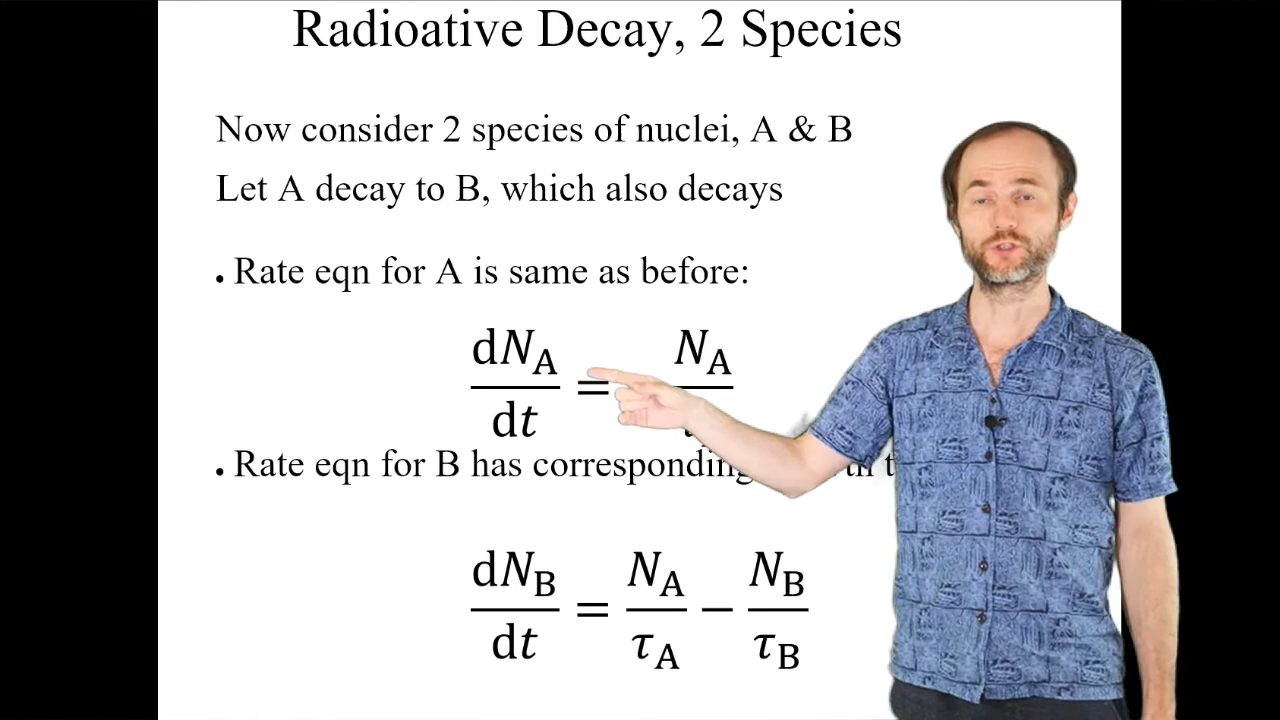 Radioative Decay, 2 Species
Now consider 2 species of nuclei, A & B
Let A decay to B, which also decays
• Rate eqn for A is same as before:
dN_A/dt = N_A
• Rate eqn for B has corresponding
dN_B/dt = N_A/τ_A − N_B/τ_B